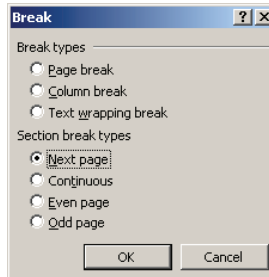 Break
Break types
Page break
Column break
Text wrapping break
Section break types
Next page
Continuous
Even page
Odd page
OK Cancel